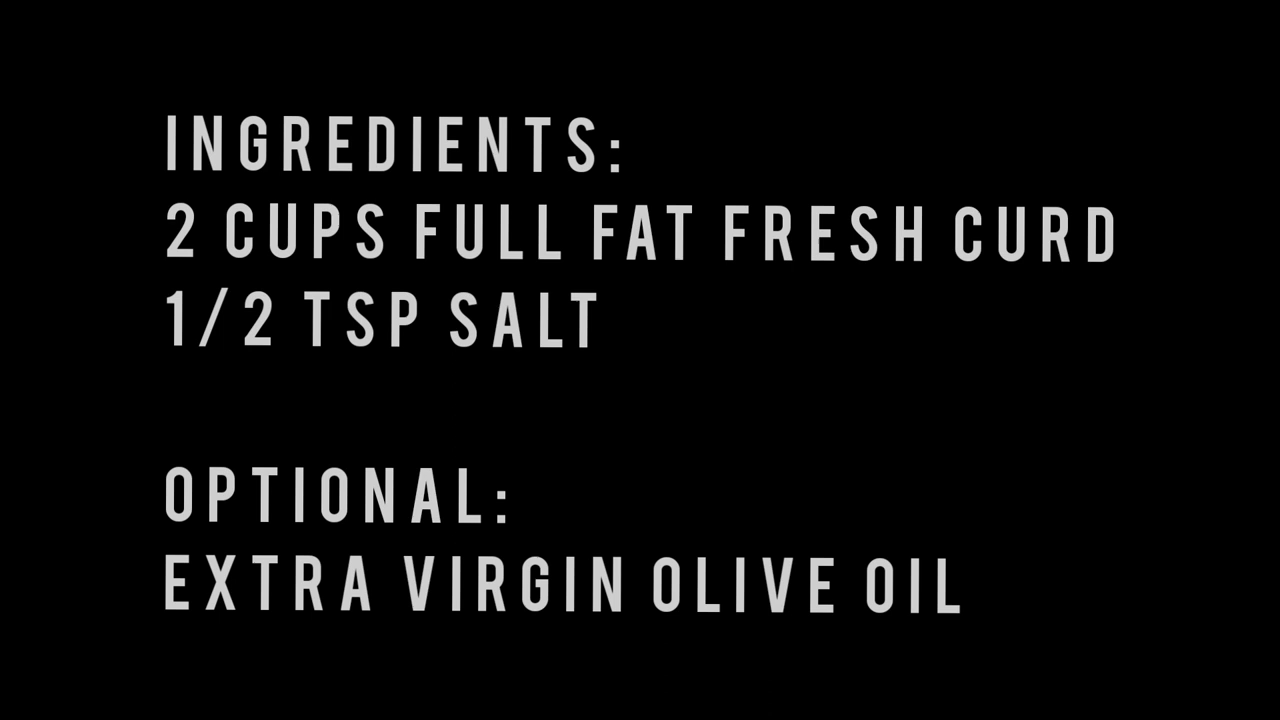 INGREDIENTS:
2 CUPS FULL FAT FRESH CURD
1/2 TSP SALT
OPTIONAL:
EXTRA VIRGIN OLIVE OIL